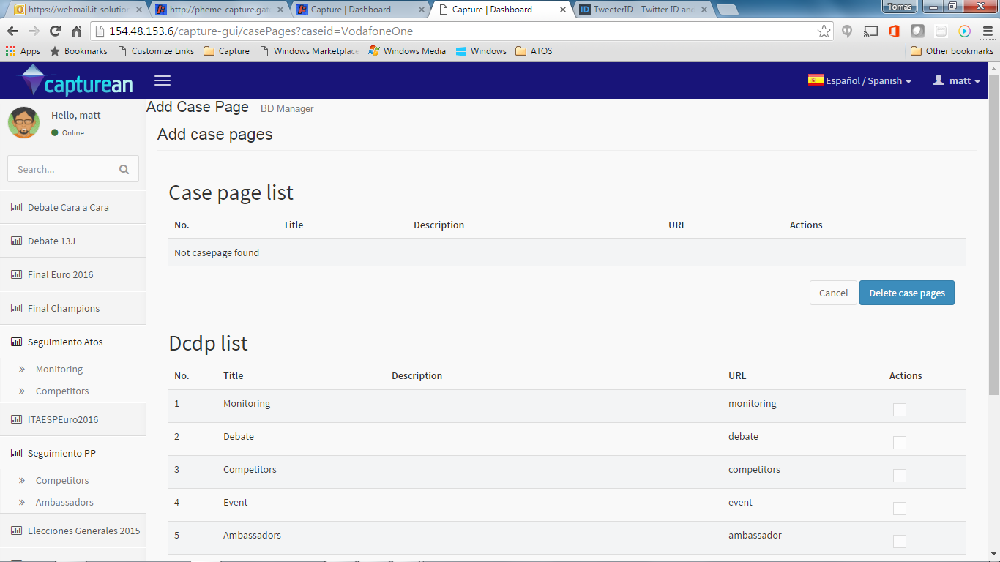 https://webmail.it-solution
http://pheme-capture.gate
Capture | Dashboard
Capture | Dashboard
TweeterID - Twitter ID and
Tomas
154.48.153.6/capture-gui/casePages?caseid=VodafoneOne
Apps Bookmarks Customize Links Capture Windows Marketplace Windows Media Windows ATOS Other bookmarks
capturean
Español / Spanish
matt
Add Case Page BD Manager
Hello, matt
Online
Search...
Debate Cara a Cara
Debate 13J
Final Euro 2016
Final Champions
Seguimiento Atos
Monitoring
Competitors
ITAESPEuro2016
Seguimiento PP
Competitors
Ambassadors
Elecciones Generales 2015
Add case pages
Case page list
No. Title Description URL Actions
Not casepage found
Cancel Delete case pages
Dcdp list
No. Title Description URL Actions
1 Monitoring monitoring
2 Debate debate
3 Competitors competitors
4 Event event
5 Ambassadors ambassador